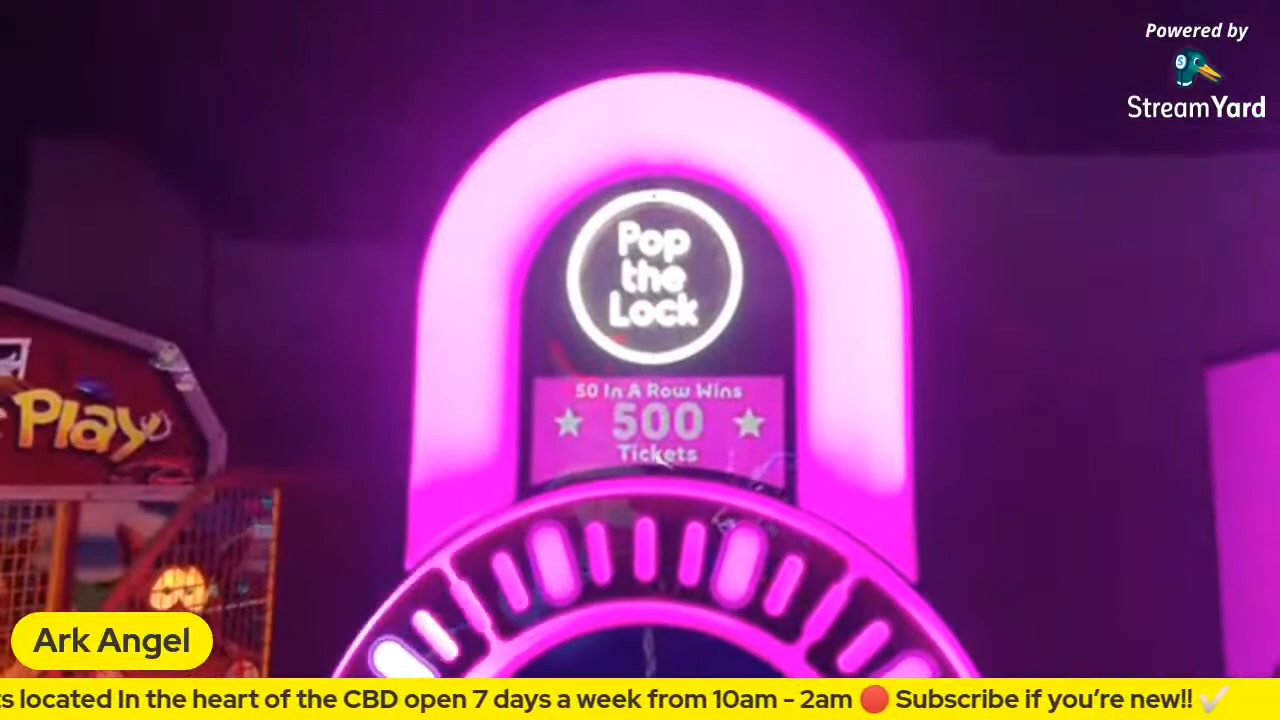 Powered by
StreamYard
Pop
the
Lock
50 In A Row Wins
500
Tickets
Play
Ark Angel
located In the heart of the CBD open 7 days a week from 10am - 2am 🔴 Subscribe if you're new!! ✔